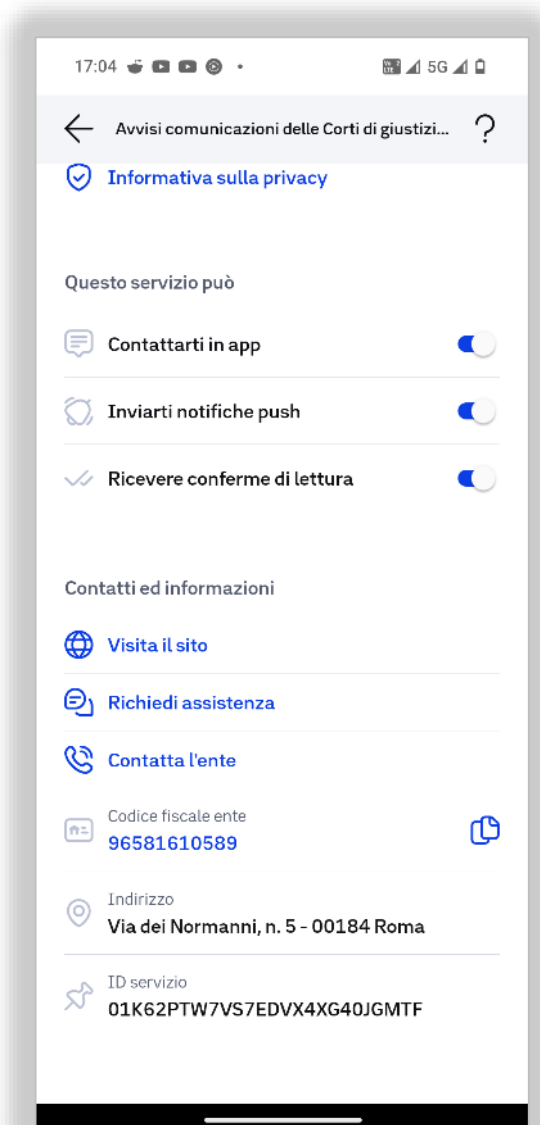 17:04 5G
Avvisi comunicazioni delle Corti di giustizi... ?
Informativa sulla privacy
Questo servizio può
Contattarti in app
Inviarti notifiche push
Ricevere conferme di lettura
Contatti ed informazioni
Visita il sito
Richiedi assistenza
Contatta l'ente
Codice fiscale ente
96581610589
Indirizzo
Via dei Normanni, n. 5 - 00184 Roma
ID servizio
01K62PTW7VS7EDVX4XG40JGMTF